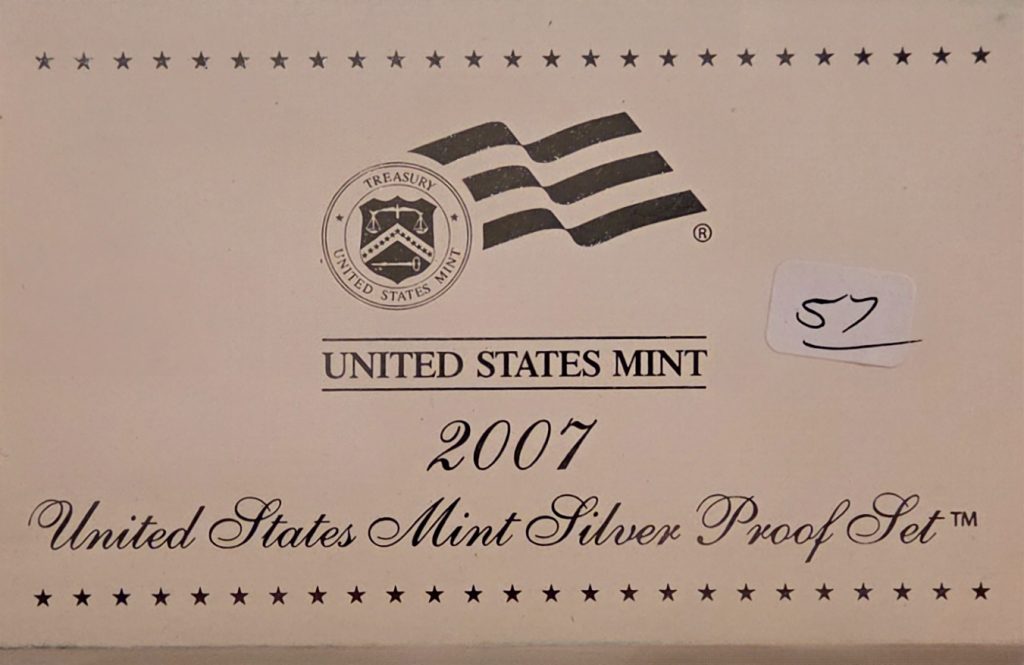 TREASURY
UNITED STATES MINT
®
57
UNITED STATES MINT
2007
United States Mint Silver Proof Set™